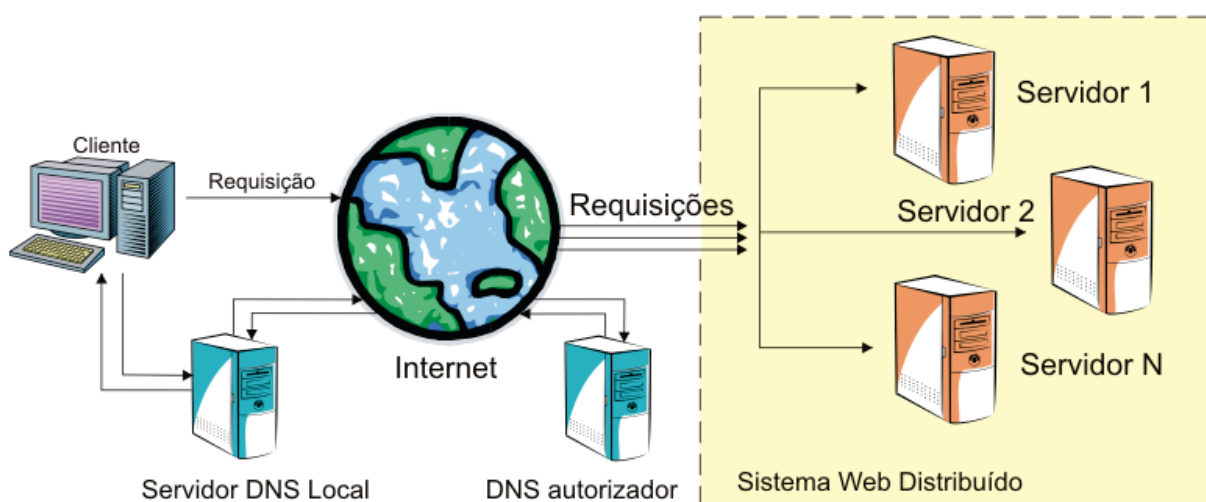 Cliente
Requisição
Internet
Servidor DNS Local
DNS autorizador
Requisições
Servidor 1
Servidor 2
Servidor N
Sistema Web Distribuído